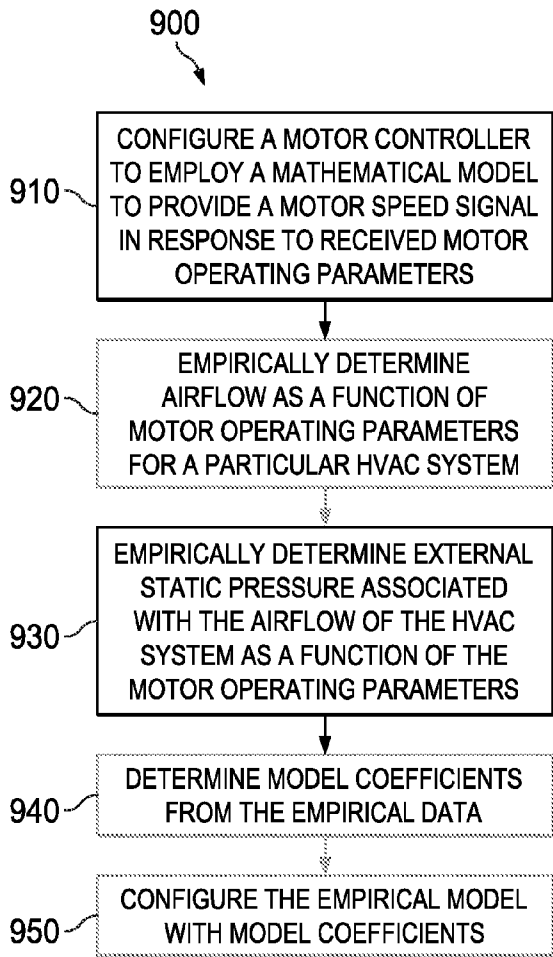 900
910
CONFIGURE A MOTOR CONTROLLER
TO EMPLOY A MATHEMATICAL MODEL
TO PROVIDE A MOTOR SPEED SIGNAL
IN RESPONSE TO RECEIVED MOTOR
OPERATING PARAMETERS
920
EMPIRICALLY DETERMINE
AIRFLOW AS A FUNCTION OF
MOTOR OPERATING PARAMETERS
FOR A PARTICULAR HVAC SYSTEM
930
EMPIRICALLY DETERMINE EXTERNAL
STATIC PRESSURE ASSOCIATED
WITH THE AIRFLOW OF THE HVAC
SYSTEM AS A FUNCTION OF THE
MOTOR OPERATING PARAMETERS
940
DETERMINE MODEL COEFFICIENTS
FROM THE EMPIRICAL DATA
950
CONFIGURE THE EMPIRICAL MODEL
WITH MODEL COEFFICIENTS